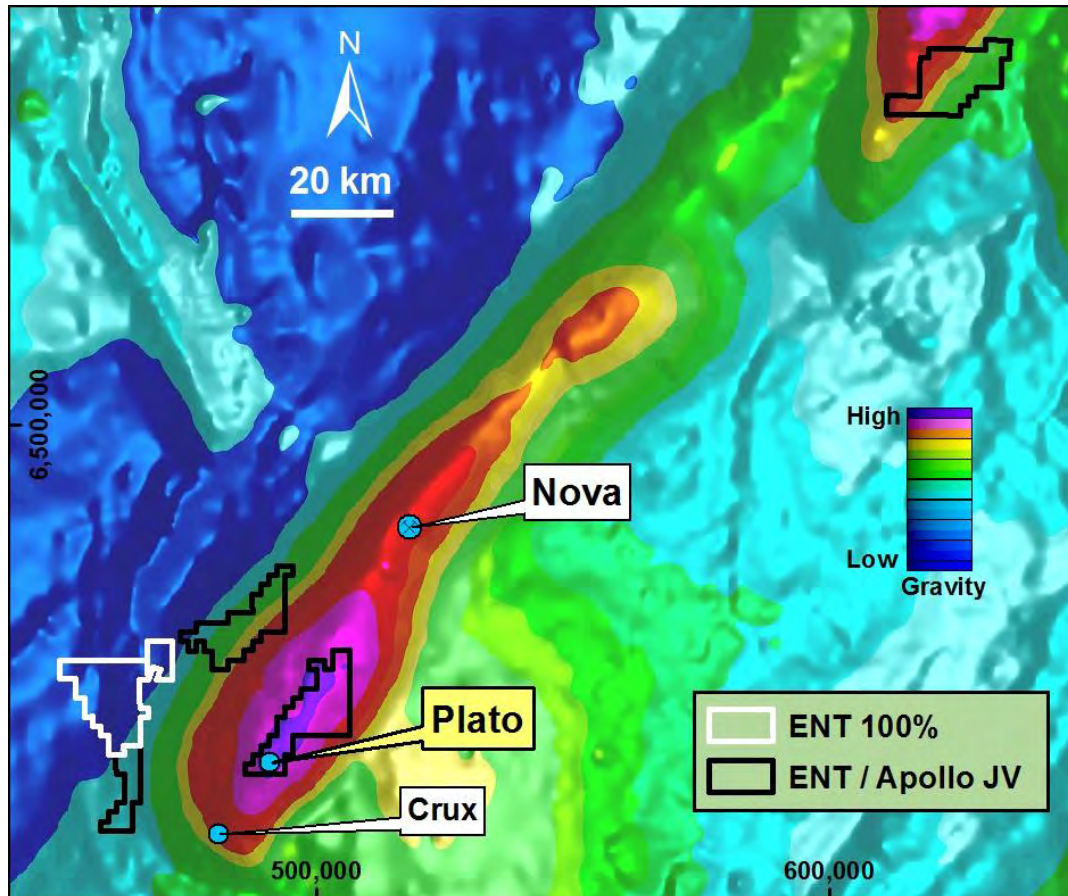 N
20 km
6,500,000
High
Low
Gravity
Nova
Plato
Crux
ENT 100%
ENT / Apollo JV
500,000
600,000